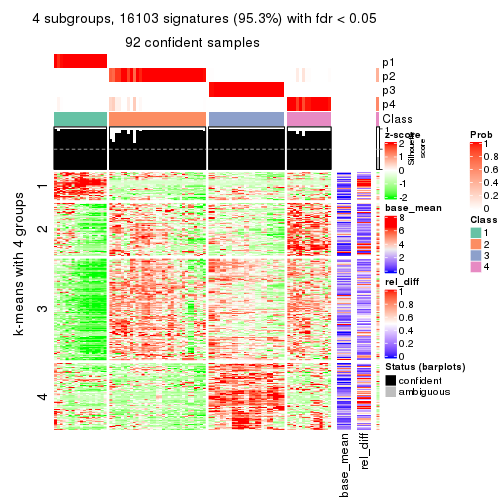 4 subgroups, 16103 signatures (95.3%) with fdr < 0.05
92 confident samples
p1
p2
p3
p4
Class
1
Silhouette
score
k-means with 4 groups
1
2
3
4
base_mean
rel_diff
z-score
2
1
0
-1
-2
base_mean
8
6
4
2
0
rel_diff
1
0.8
0.6
0.4
0.2
0
Status (barplots)
confident
ambiguous
Prob
1
0.8
0.6
0.4
0.2
0
Class
1
2
3
4